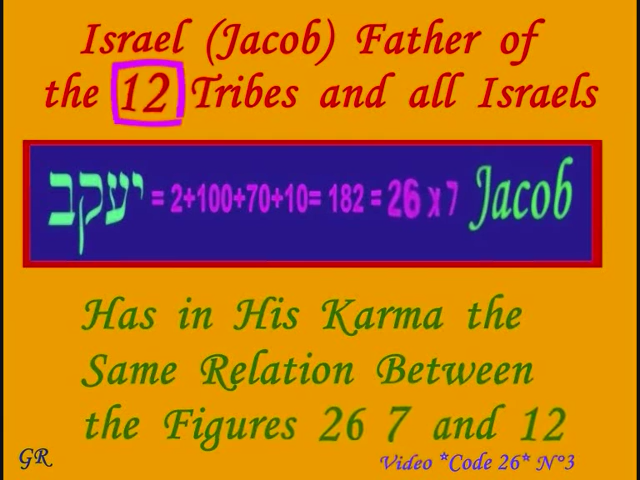 Israel (Jacob) Father of
the 12 Tribes and all Israels
יעקב = 2+100+70+10= 182 = 26 x 7 Jacob
Has in His Karma the
Same Relation Between
the Figures 26 7 and 12
GR
Video *Code 26* N°3